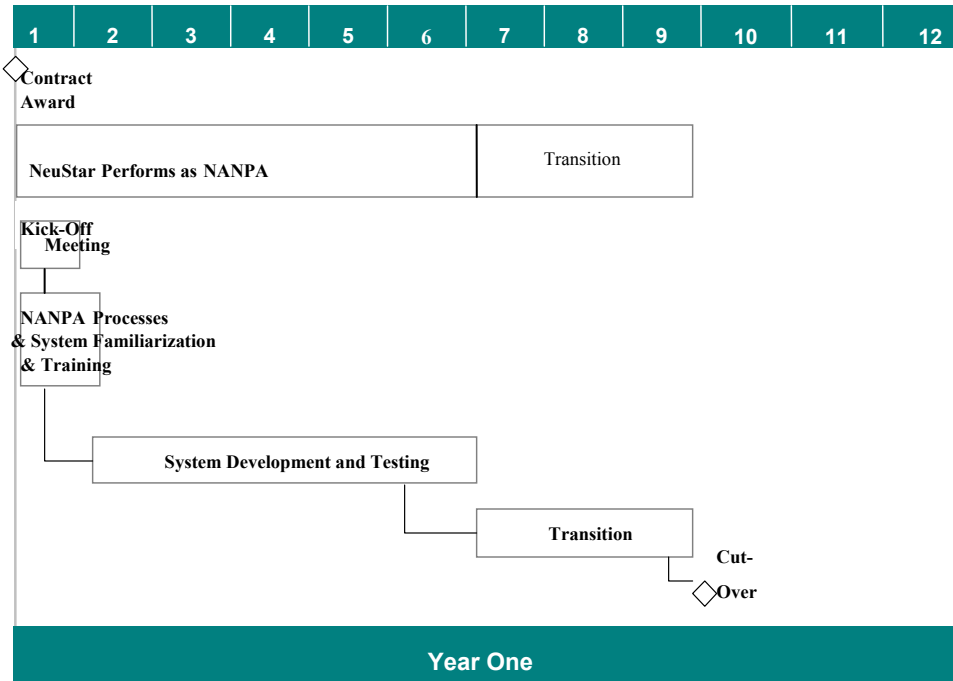 1 2 3 4 5 6 7 8 9 10 11 12
Contract
Award
NeuStar Performs as NANPA
Transition
Kick-Off
Meeting
NANPA Processes
& System Familiarization
& Training
System Development and Testing
Transition
Cut-
Over
Year One